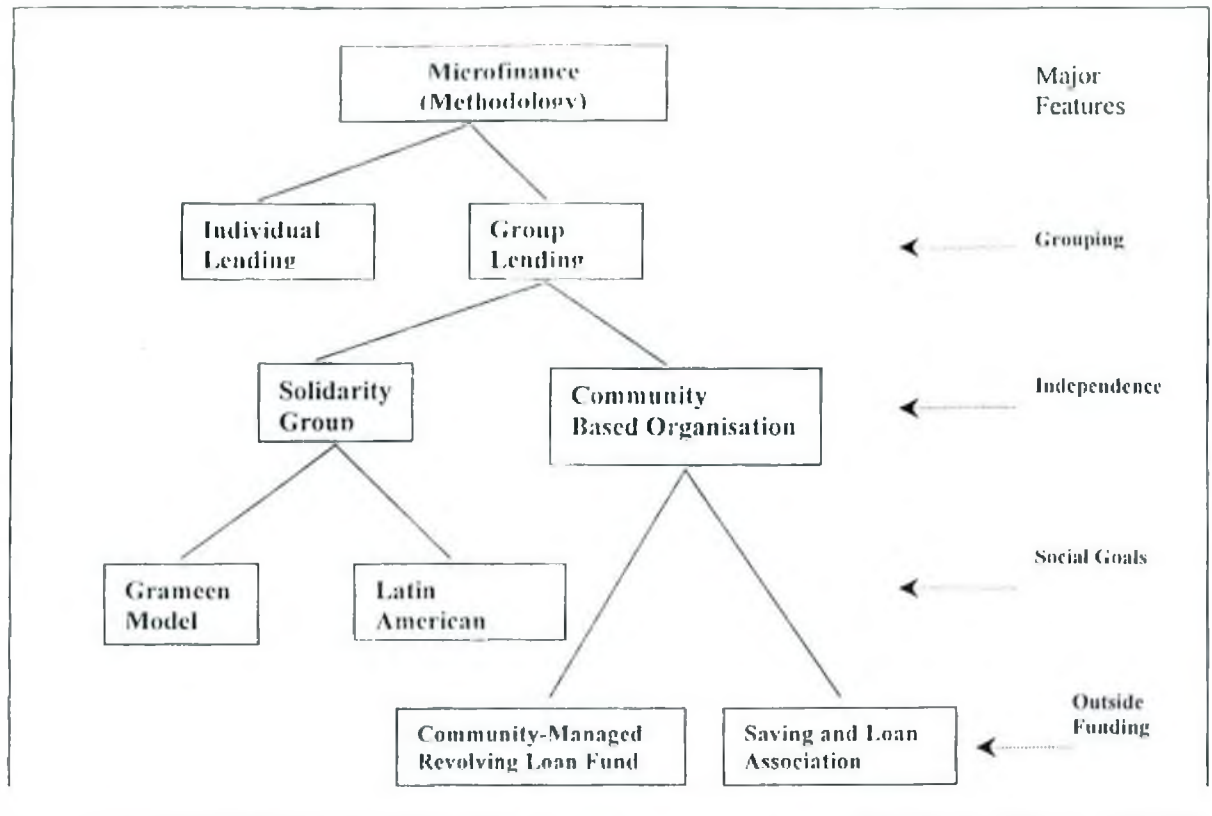 Microfinance
(Methodology)
Major
Features
Individual
Lending
Group
Lending
Grouping
Solidarity
Group
Community
Based Organisation
Independence
Grameen
Model
Latin
American
Social Goals
Community-Managed
Revolving Loan Fund
Saving and Loan
Association
Outside
Funding